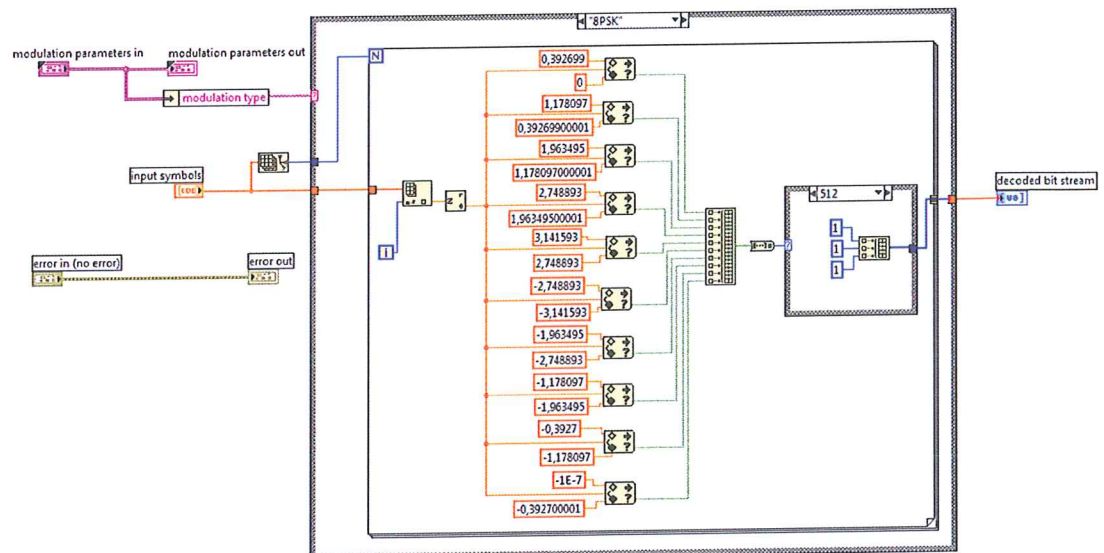 "8PSK"
modulation parameters in
modulation parameters out
modulation type
N
input symbols
[CDB]
error in (no error)
error out
i
0,392699
0
1,178097
0,39269900001
1,963495
1,178097000001
2,748893
1,96349500001
3,141593
2,748893
-2,748893
-3,141593
-1,963495
-2,748893
-1,178097
-1,963495
-0,3927
-1,178097
-1E-7
-0,392700001
512
1
1
1
decoded bit stream